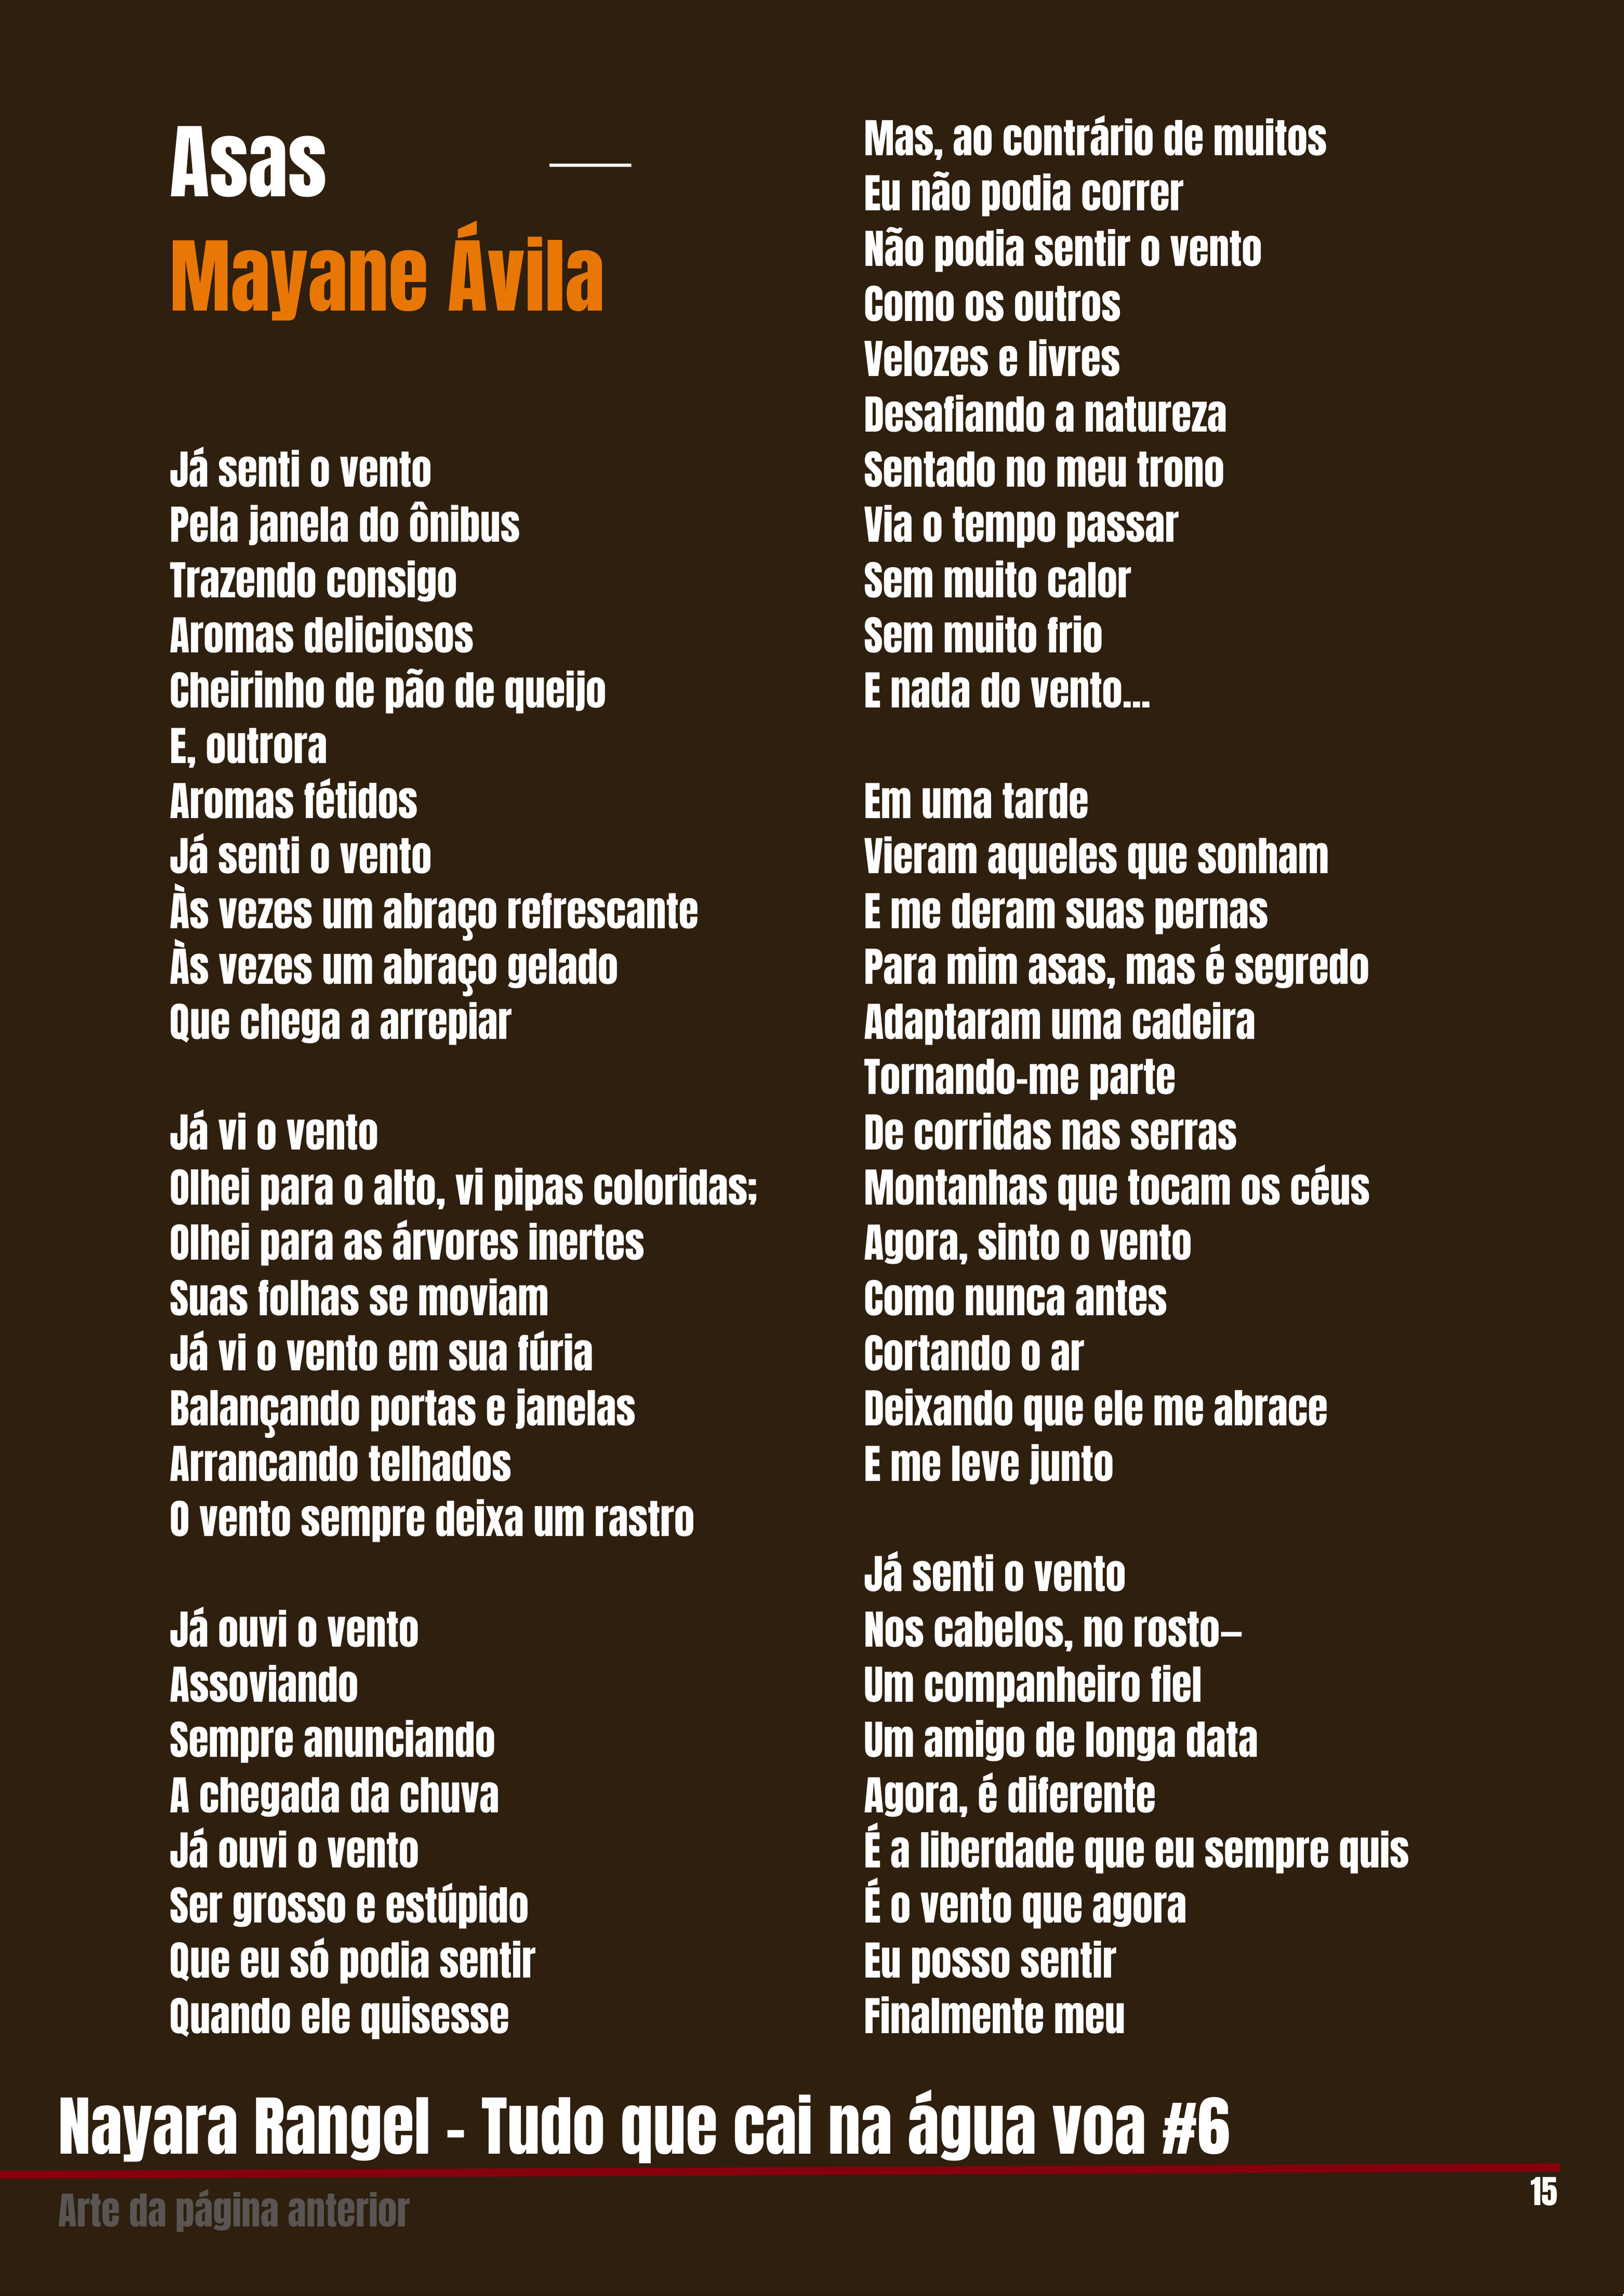 Asas
Mayane Ávila
Já senti o vento
Pela janela do ônibus
Trazendo consigo
Aromas deliciosos
Cheirinho de pão de queijo
E, outrora
Aromas fétidos
Já senti o vento
Às vezes um abraço refrescante
Às vezes um abraço gelado
Que chega a arrepiar
Já vi o vento
Olhei para o alto, vi pipas coloridas;
Olhei para as árvores inertes
Suas folhas se moviam
Já vi o vento em sua fúria
Balançando portas e janelas
Arrancando telhados
O vento sempre deixa um rastro
Já ouvi o vento
Assoviando
Sempre anunciando
A chegada da chuva
Já ouvi o vento
Ser grosso e estúpido
Que eu só podia sentir
Quando ele quisesse
Mas, ao contrário de muitos
Eu não podia correr
Não podia sentir o vento
Como os outros
Velozes e livres
Desafiando a natureza
Sentado no meu trono
Via o tempo passar
Sem muito calor
Sem muito frio
E nada do vento...
Em uma tarde
Vieram aqueles que sonham
E me deram suas pernas
Para mim asas, mas é segredo
Adaptaram uma cadeira
Tornando-me parte
De corridas nas serras
Montanhas que tocam os céus
Agora, sinto o vento
Como nunca antes
Cortando o ar
Deixando que ele me abrace
E me leve junto
Já senti o vento
Nos cabelos, no rosto–
Um companheiro fiel
Um amigo de longa data
Agora, é diferente
É a liberdade que eu sempre quis
É o vento que agora
Eu posso sentir
Finalmente meu
Nayara Rangel - Tudo que cai na água voa #6
15
Arte da página anterior